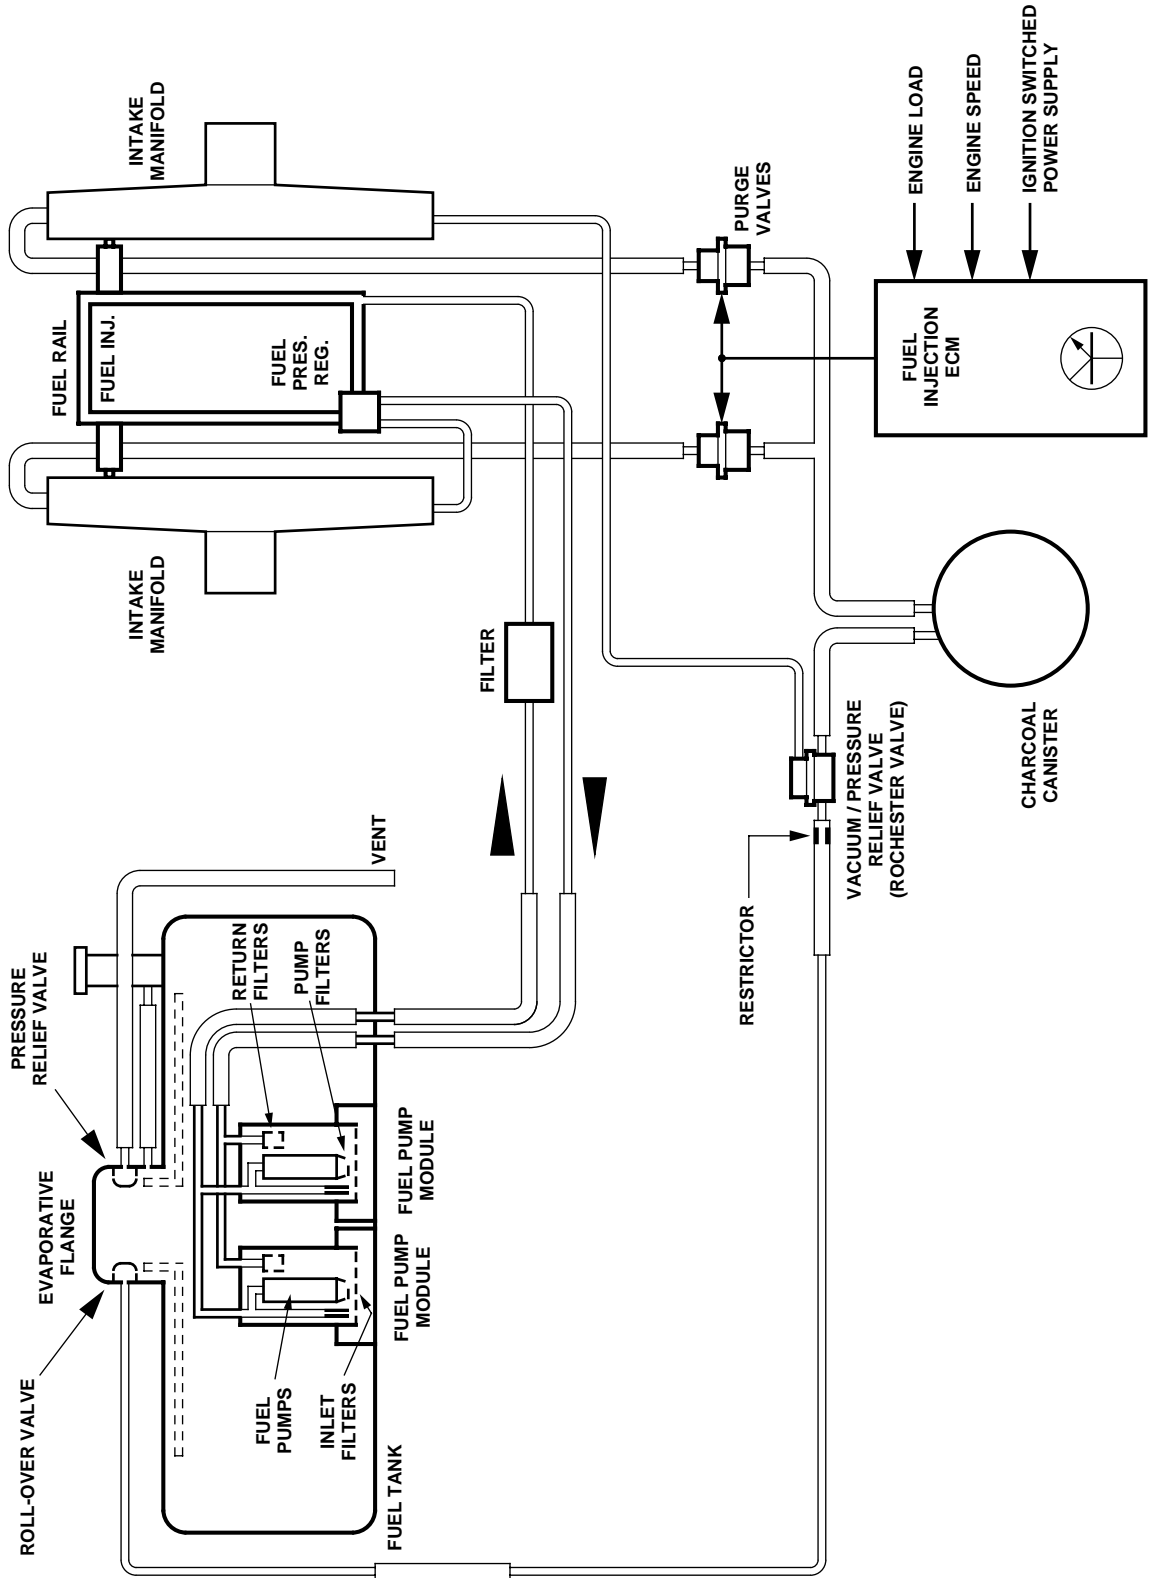 ROLL-OVER VALVE
EVAPORATIVE
FLANGE
PRESSURE
RELIEF VALVE
VENT
INTAKE
MANIFOLD
INTAKE
MANIFOLD
FUEL RAIL
FUEL INJ.
FUEL
PRES.
REG.
RETURN
FILTERS
PUMP
FILTERS
FUEL
PUMPS
INLET
FILTERS
FUEL TANK
FUEL PUMP
MODULE
FUEL PUMP
MODULE
FILTER
PURGE
VALVES
RESTRICTOR
VACUUM / PRESSURE
RELIEF VALVE
(ROCHESTER VALVE)
CHARCOAL
CANISTER
FUEL
INJECTION
ECM
ENGINE LOAD
ENGINE SPEED
IGNITION SWITCHED
POWER SUPPLY